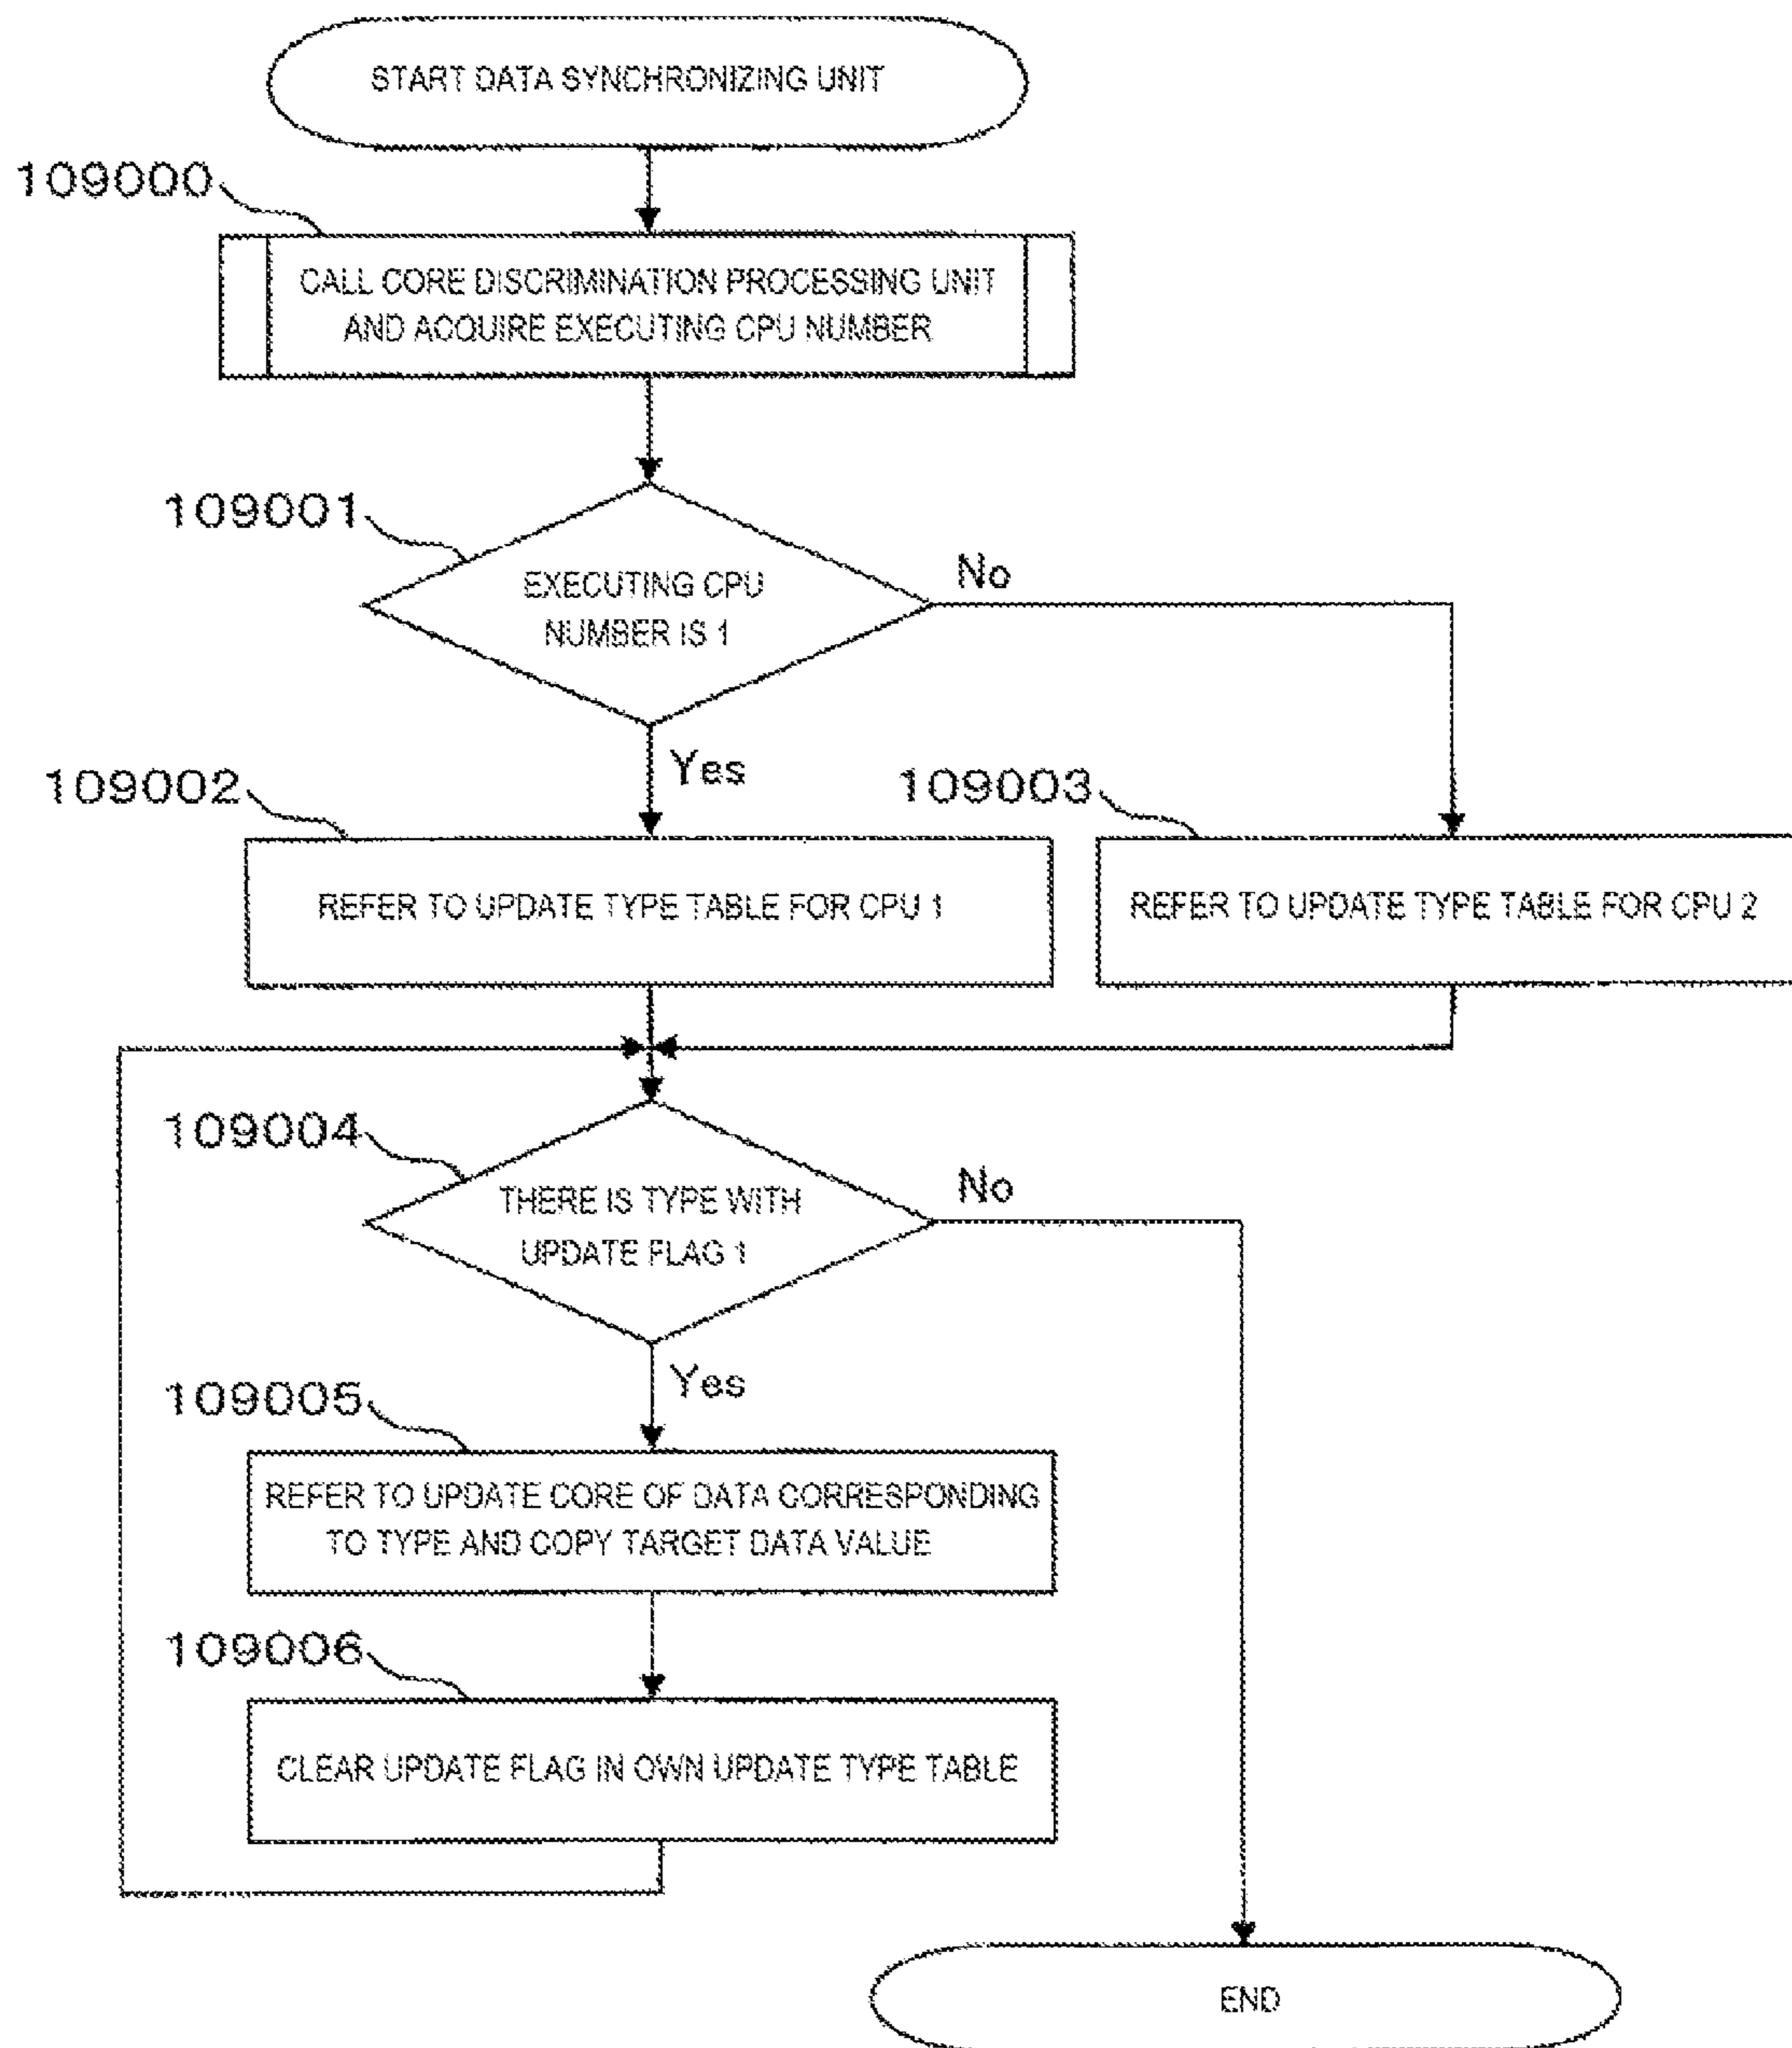 START DATA SYNCHRONIZING UNIT
109000
CALL CORE DISCRIMINATION PROCESSING UNIT
AND ACQUIRE EXECUTING CPU NUMBER
109001
EXECUTING CPU
NUMBER IS 1
No
Yes
109002
REFER TO UPDATE TYPE TABLE FOR CPU 1
109003
REFER TO UPDATE TYPE TABLE FOR CPU 2
109004
THERE IS TYPE WITH
UPDATE FLAG 1
No
Yes
109005
REFER TO UPDATE CORE OF DATA CORRESPONDING
TO TYPE AND COPY TARGET DATA VALUE
109006
CLEAR UPDATE FLAG IN OWN UPDATE TYPE TABLE
END